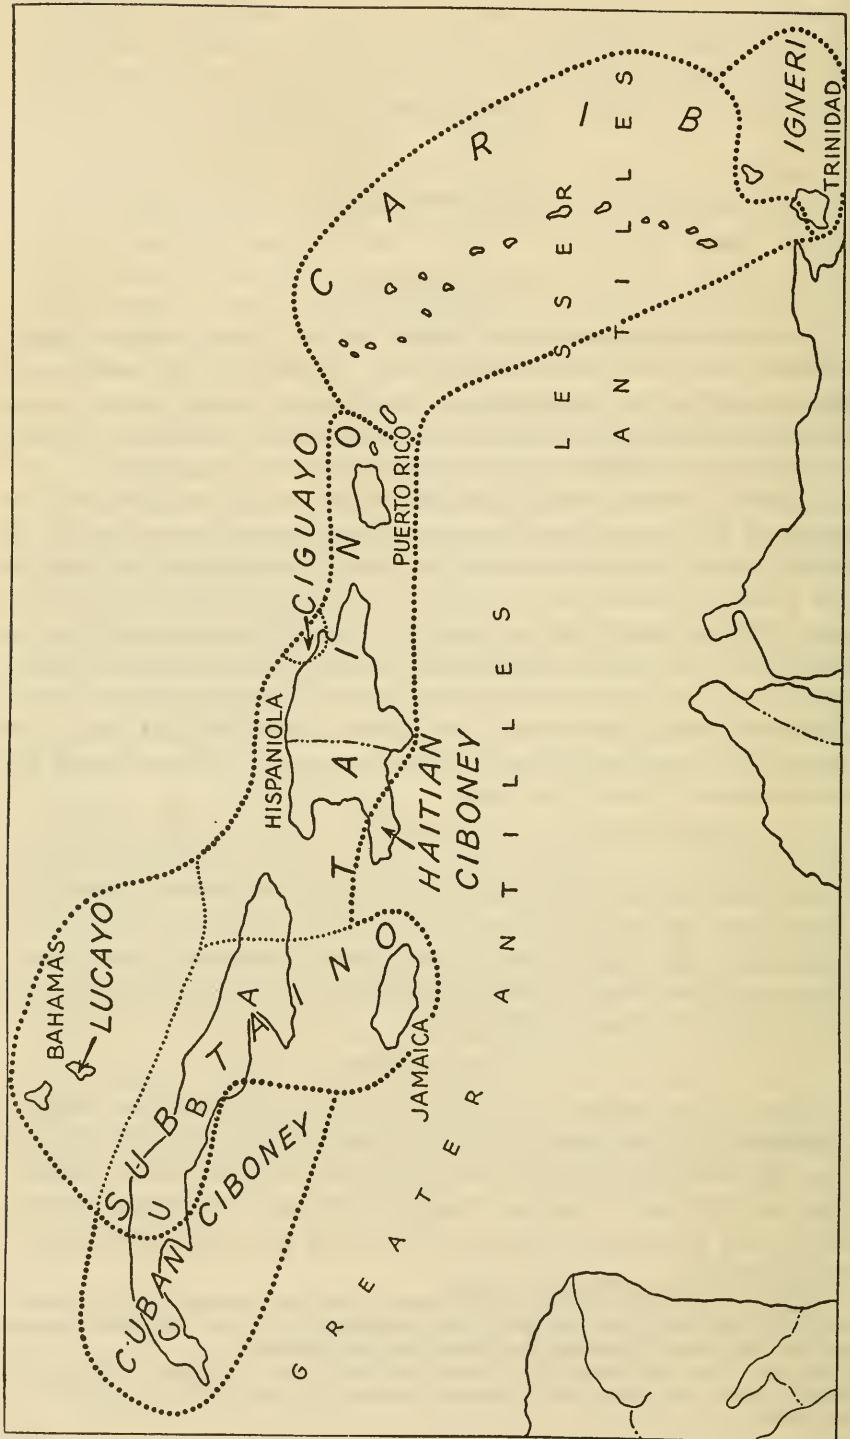 BAHAMAS
LUCAYO
CIGUAYO
HISPANIOLA
SUB-TAINO
CUBAN CIBONEY
CUBA
TAINO
PUERTO RICO
JAMAICA
HAITIAN
CIBONEY
GREATER ANTILLES
CARIB
LESSER
ANTILLES
IGNERI
TRINIDAD